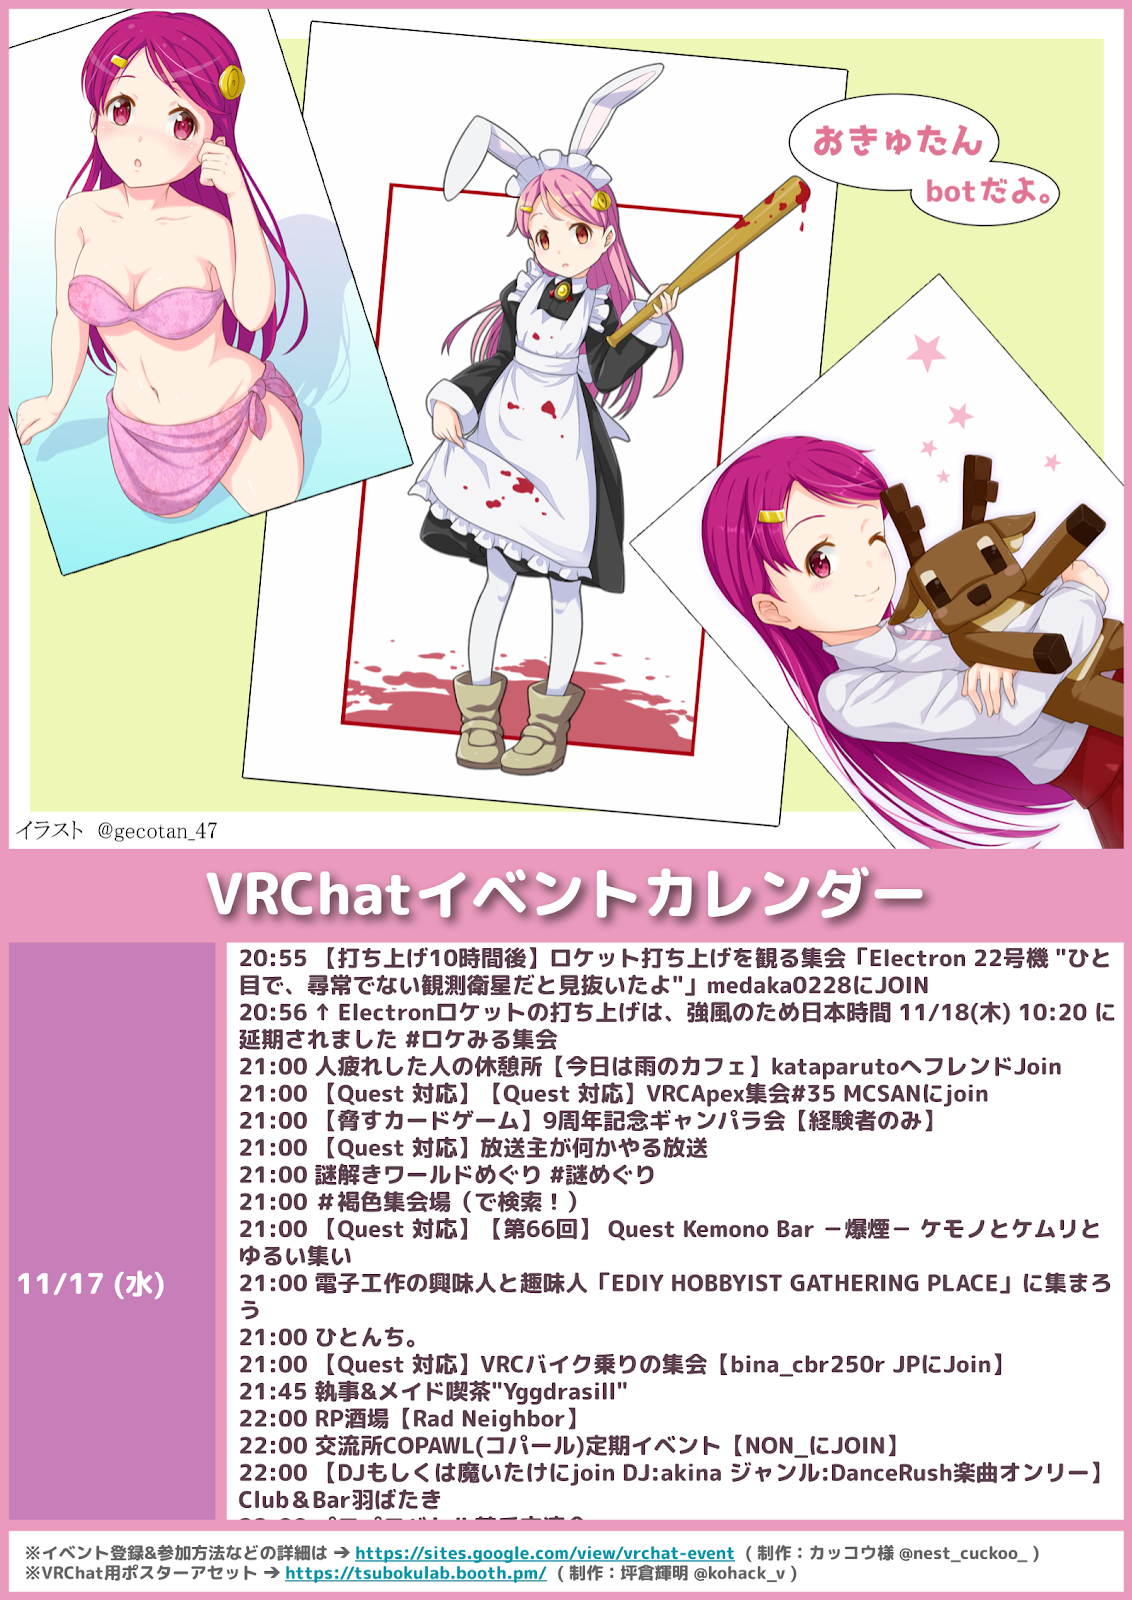 おきゅたん
botだよ。
イラスト @gecotan_47
VRChatイベントカレンダー
11/17 (水)
20:55 【打ち上げ10時間後】ロケット打ち上げを観る集会「Electron 22号機 "ひと
目で、尋常でない観測衛星だと見抜いたよ"」medaka0228にJOIN
20:56 ↑ Electronロケットの打ち上げは、強風のため日本時間 11/18(木) 10:20 に
延期されました #ロケみる集会
21:00 人疲れした人の休憩所【今日は雨のカフェ】kataparutoへフレンドJoin
21:00 【Quest 対応】【Quest 対応】VRCApex集会#35 MCSANにjoin
21:00 【脅すカードゲーム】9周年記念ギャンパラ会【経験者のみ】
21:00 【Quest 対応】放送主が何かやる放送
21:00 謎解きワールドめぐり #謎めぐり
21:00 ＃褐色集会場（で検索！）
21:00 【Quest 対応】【第66回】 Quest Kemono Bar －爆煙－ ケモノとケムリと
ゆるい集い
21:00 電子工作の興味人と趣味人「EDIY HOBBYIST GATHERING PLACE」に集まろ
う
21:00 ひとんち。
21:00 【Quest 対応】VRCバイク乗りの集会【bina_cbr250r JPにJoin】
21:45 執事&メイド喫茶"Yggdrasill"
22:00 RP酒場【Rad Neighbor】
22:00 交流所COPAWL(コパール)定期イベント【NON_にJOIN】
22:00 【DJもしくは魔いたけにjoin DJ:akina ジャンル:DanceRush楽曲オンリー】
Club＆Bar羽ばたき
※イベント登録&参加方法などの詳細は ➔ https://sites.google.com/view/vrchat-event （制作：カッコウ様 @nest_cuckoo_）
※VRChat用ポスターアセット ➔ https://tsubokulab.booth.pm/ （制作：坪倉輝明 @kohack_v）